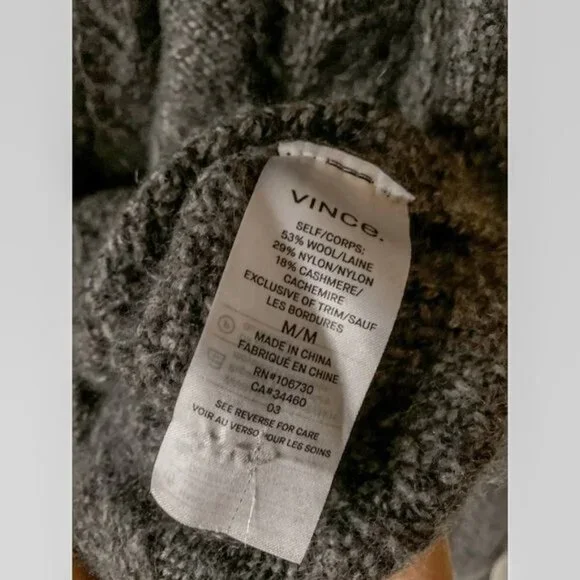 VINCE.
SELF/CORPS:
53% WOOL/LAINE
29% NYLON/NYLON
18% CASHMERE/
CACHEMIRE
EXCLUSIVE OF TRIM/SAUF
LES BORDURES
M/M
MADE IN CHINA
FABRIQUÉ EN CHINE
RN#106730
CA#34460
03
SEE REVERSE FOR CARE
VOIR AU VERSO POUR LES SOINS